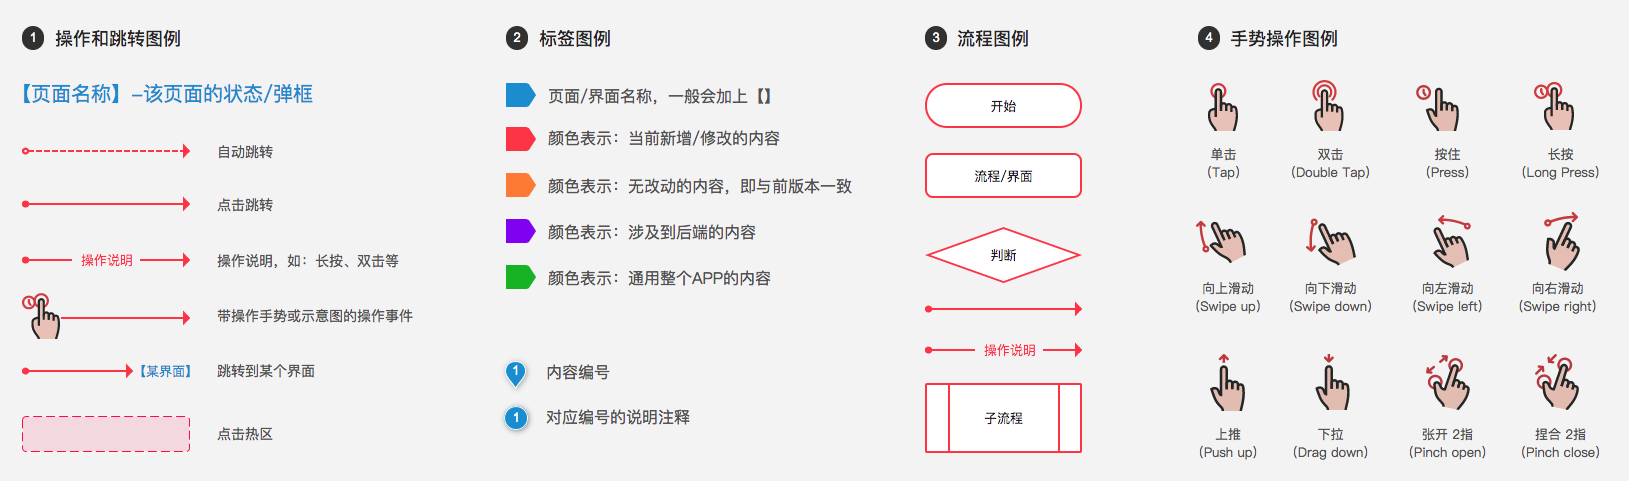 1 操作和跳转图例
【页面名称】-该页面的状态/弹框
自动跳转
点击跳转
操作说明 操作说明，如：长按、双击等
带操作手势或示意图的操作事件
【某界面】 跳转到某个界面
点击热区
2 标签图例
页面/界面名称，一般会加上【】
颜色表示：当前新增/修改的内容
颜色表示：无改动的内容，即与前版本一致
颜色表示：涉及到后端的内容
颜色表示：通用整个APP的内容
1 内容编号
1 对应编号的说明注释
3 流程图例
开始
流程/界面
判断
操作说明
子流程
4 手势操作图例
单击 双击 按住 长按
（Tap） （Double Tap） （Press） （Long Press）
向上滑动 向下滑动 向左滑动 向右滑动
（Swipe up） （Swipe down） （Swipe left） （Swipe right）
上推 下拉 张开 2指 捏合 2指
（Push up） （Drag down） （Pinch open） （Pinch close）